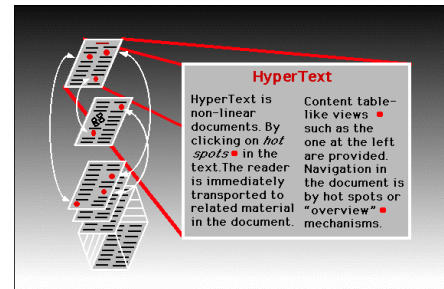 HyperText
HyperText is
non-linear
documents. By
clicking on hot
spots in the
text.The reader
is immediately
transported to
related material
in the document.
Content table-
like views
such as the
one at the left
are provided.
Navigation in
the document is
by hot spots or
"overview"
mechanisms.